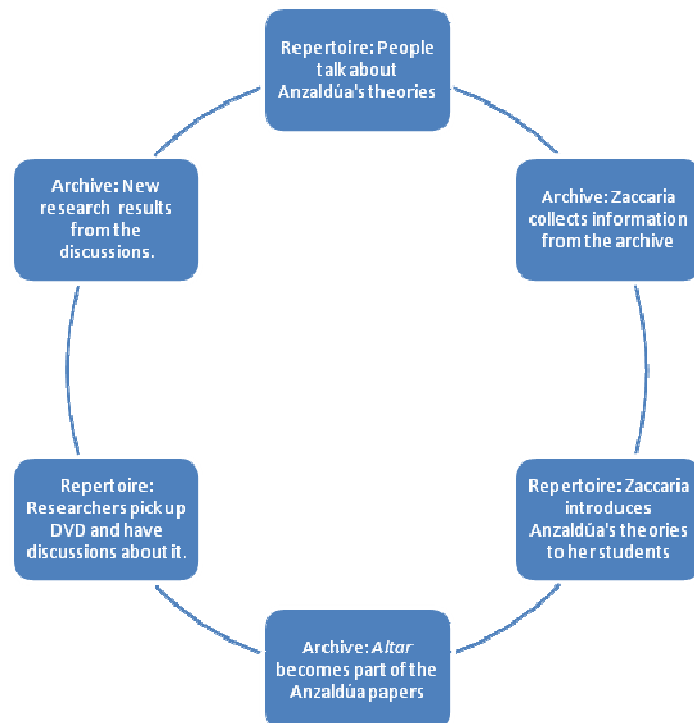 Repertoire: People
talk about
Anzaldúa's theories
Archive: Zaccaria
collects information
from the archive
Repertoire: Zaccaria
introduces
Anzaldúa's theories
to her students
Archive: Altar
becomes part of the
Anzaldúa papers
Repertoire:
Researchers pick up
DVD and have
discussions about it.
Archive: New
research results
from the
discussions.